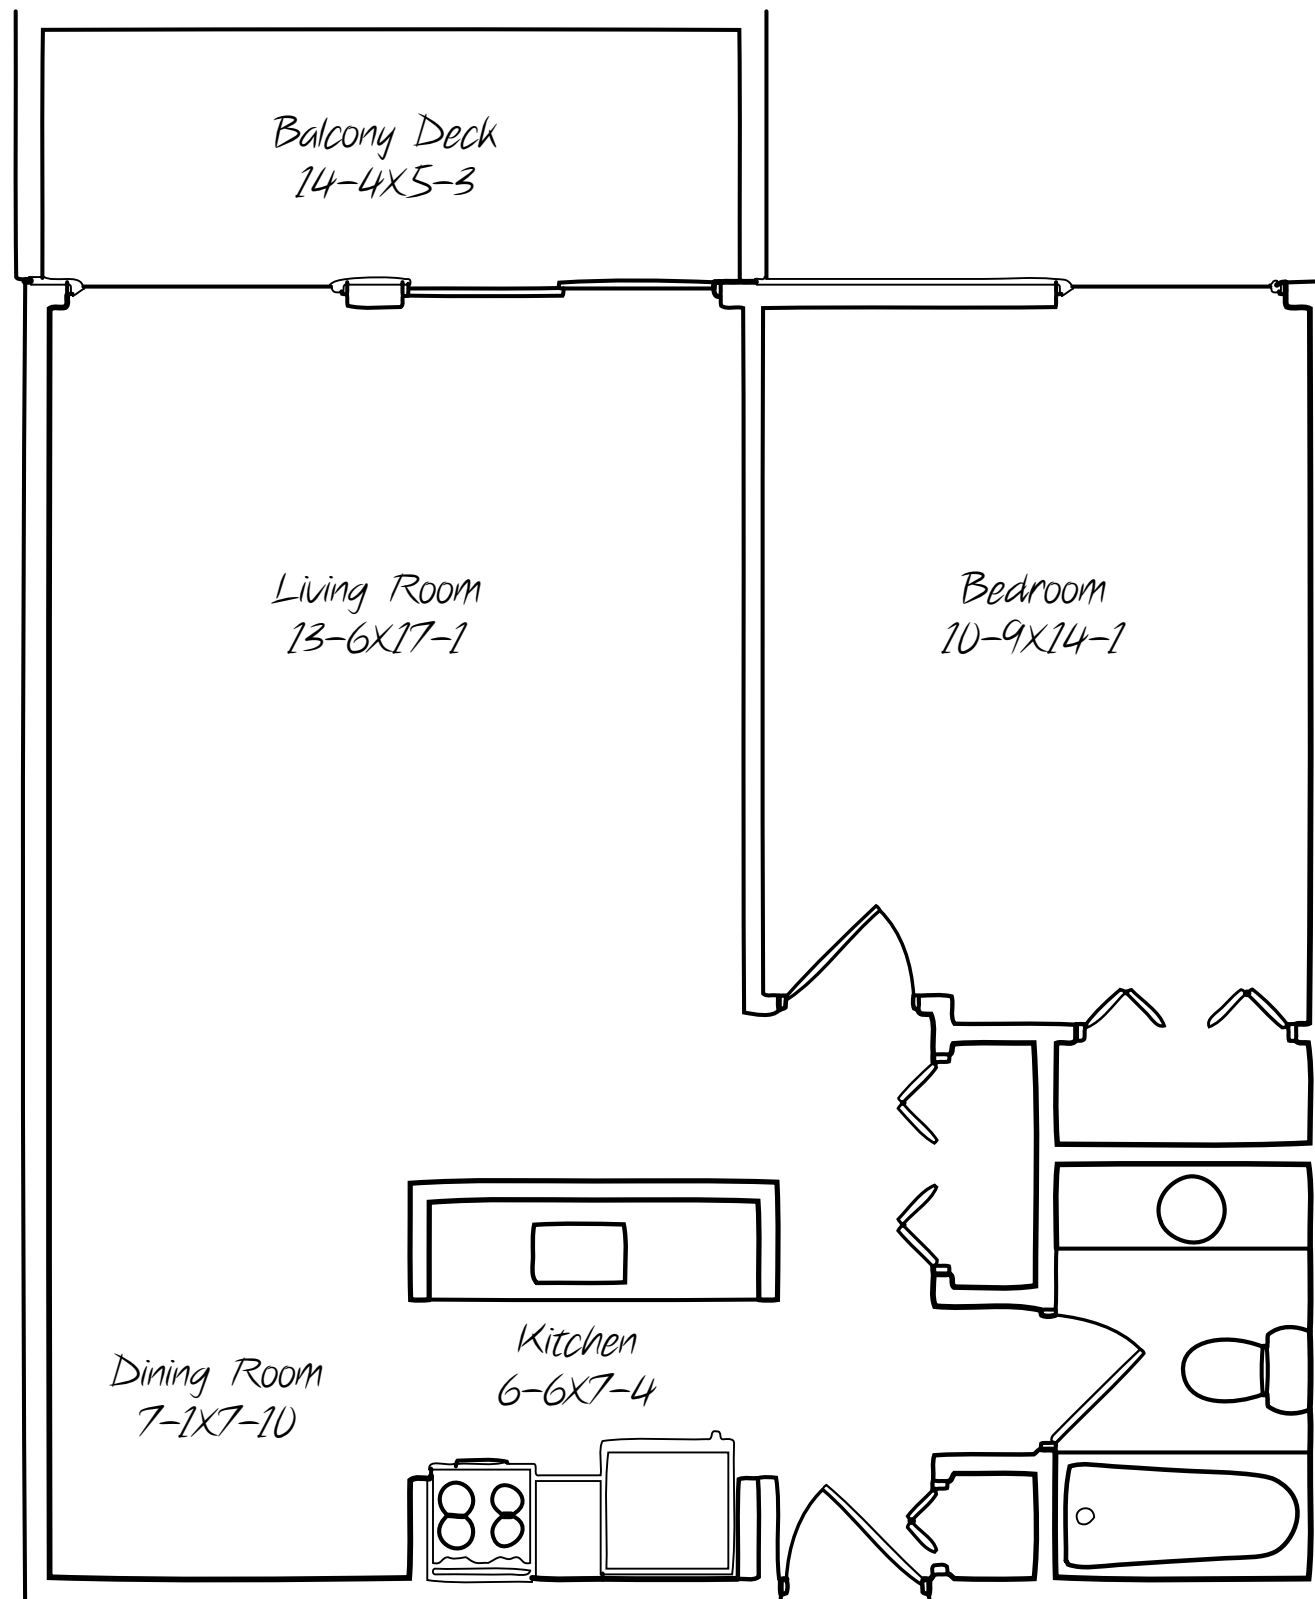 Balcony Deck
14-4X5-3
Living Room
13-6X17-1
Bedroom
10-9X14-1
Kitchen
6-6X7-4
Dining Room
7-1X7-10